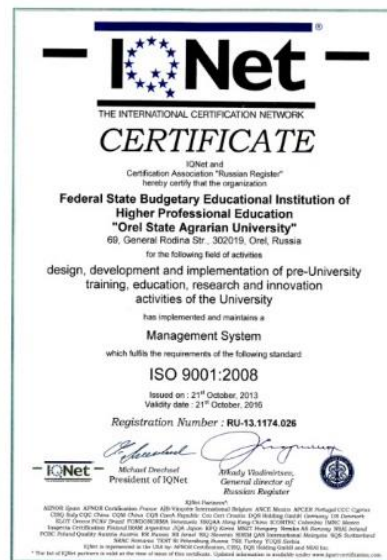 IQNet ®
THE INTERNATIONAL CERTIFICATION NETWORK
CERTIFICATE
IQNet and
Certification Association "Russian Register"
hereby certify that the organization
Federal State Budgetary Educational Institution of
Higher Professional Education
"Orel State Agrarian University"
69, General Rodina Str., 302019, Orel, Russia
for the following field of activities
design, development and implementation of pre-University
training, education, research and innovation
activities of the University
has implemented and maintains a
Management System
which fulfils the requirements of the following standard
ISO 9001:2008
Issued on : 21st October, 2013
Validity date : 21st October, 2016
Registration Number : RU-13.1174.026
IQNet
Michael Drechsel
President of IQNet
Arkady Vladimirtsev,
General director of
Russian Register
IQNet Partners*: